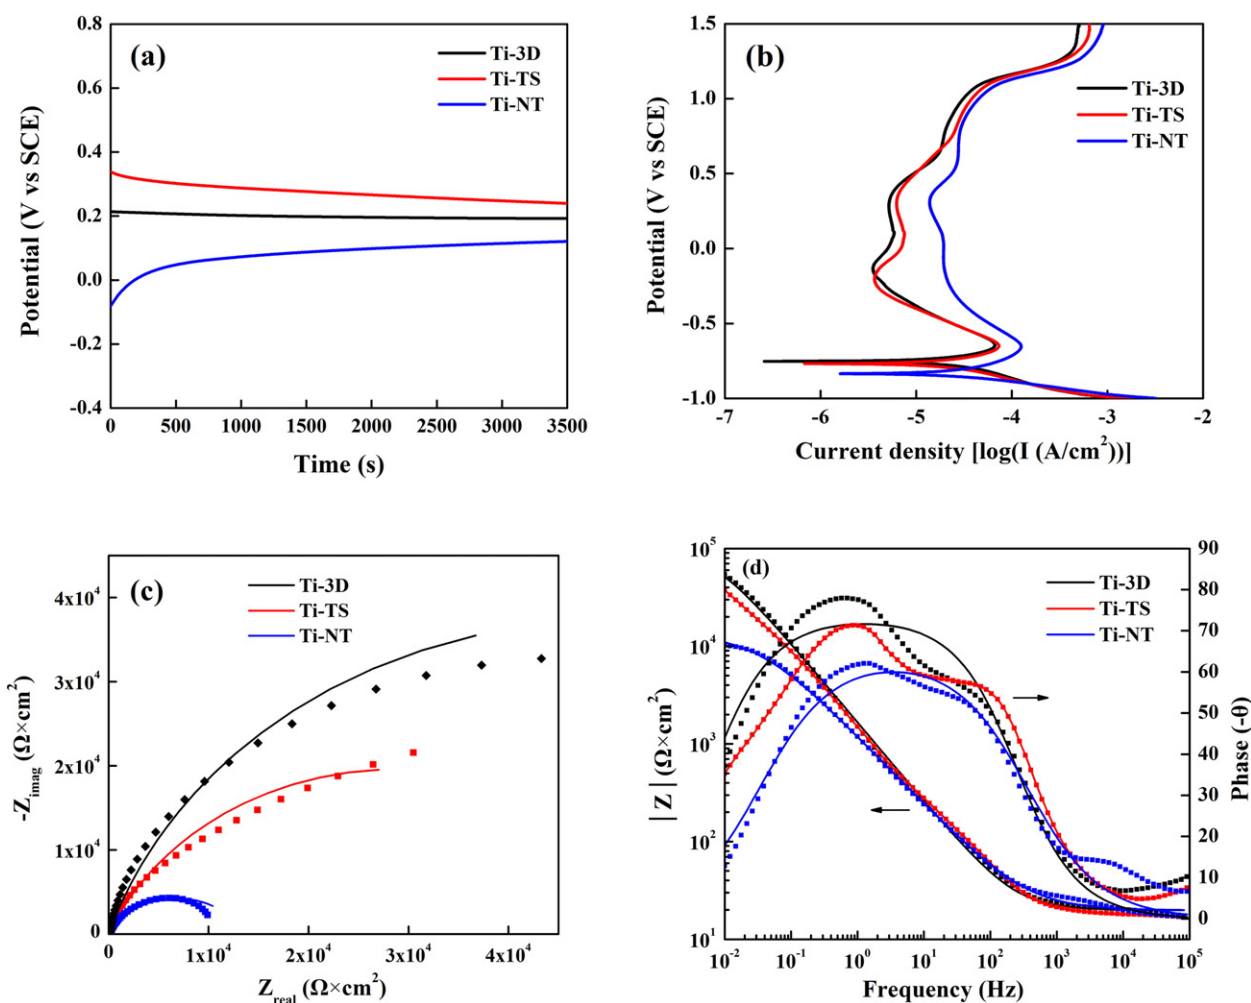 (a)
Ti-3D
Ti-TS
Ti-NT
0.8
0.6
0.4
0.2
0.0
-0.2
-0.4
Potential (V vs SCE)
0 500 1000 1500 2000 2500 3000 3500
Time (s)
(b)
Ti-3D
Ti-TS
Ti-NT
1.5
1.0
0.5
0.0
-0.5
-1.0
Potential (V vs SCE)
-7 -6 -5 -4 -3 -2
Current density [log(I (A/cm²))]
(c)
Ti-3D
Ti-TS
Ti-NT
4x10⁴
3x10⁴
2x10⁴
1x10⁴
0
-Z_imag (Ω×cm²)
0 1x10⁴ 2x10⁴ 3x10⁴ 4x10⁴
Z_real (Ω×cm²)
(d)
Ti-3D
Ti-TS
Ti-NT
10⁵
10⁴
10³
10²
10¹
|Z| (Ω×cm²)
90
80
70
60
50
40
30
20
10
0
Phase (-θ)
10⁻² 10⁻¹ 10⁰ 10¹ 10² 10³ 10⁴ 10⁵
Frequency (Hz)